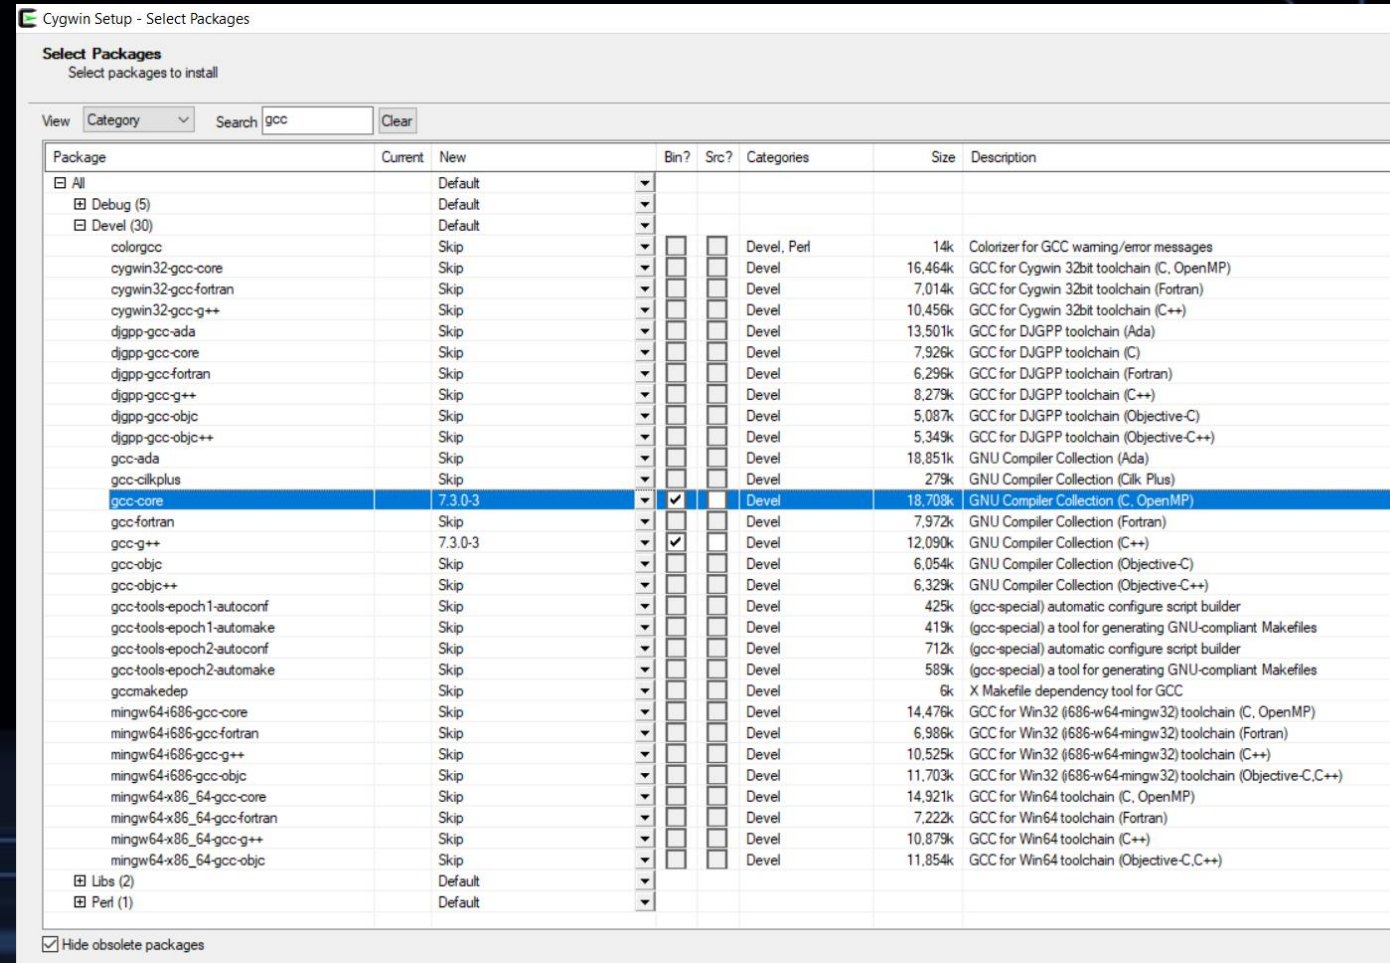 Cygwin Setup - Select Packages
Select Packages
Select packages to install
View Category Search gcc Clear
Package Current New Bin? Src? Categories Size Description
All Default
Debug (5) Default
Devel (30) Default
colorgcc Skip Devel, Perl 14k Colorizer for GCC warning/error messages
cygwin32-gcc-core Skip Devel 16,464k GCC for Cygwin 32bit toolchain (C, OpenMP)
cygwin32-gcc-fortran Skip Devel 7,014k GCC for Cygwin 32bit toolchain (Fortran)
cygwin32-gcc-g++ Skip Devel 10,456k GCC for Cygwin 32bit toolchain (C++)
djgpp-gcc-ada Skip Devel 13,501k GCC for DJGPP toolchain (Ada)
djgpp-gcc-core Skip Devel 7,926k GCC for DJGPP toolchain (C)
djgpp-gcc-fortran Skip Devel 6,296k GCC for DJGPP toolchain (Fortran)
djgpp-gcc-g++ Skip Devel 8,279k GCC for DJGPP toolchain (C++)
djgpp-gcc-objc Skip Devel 5,087k GCC for DJGPP toolchain (Objective-C)
djgpp-gcc-objc++ Skip Devel 5,349k GCC for DJGPP toolchain (Objective-C++)
gcc-ada Skip Devel 18,851k GNU Compiler Collection (Ada)
gcc-cilkplus Skip Devel 279k GNU Compiler Collection (Cilk Plus)
gcc-core 7.3.0-3 Devel 18,708k GNU Compiler Collection (C, OpenMP)
gcc-fortran Skip Devel 7,972k GNU Compiler Collection (Fortran)
gcc-g++ 7.3.0-3 Devel 12,090k GNU Compiler Collection (C++)
gcc-objc Skip Devel 6,054k GNU Compiler Collection (Objective-C)
gcc-objc++ Skip Devel 6,329k GNU Compiler Collection (Objective-C++)
gcc-tools-epoch1-autoconf Skip Devel 425k (gcc-special) automatic configure script builder
gcc-tools-epoch1-automake Skip Devel 419k (gcc-special) a tool for generating GNU-compliant Makefiles
gcc-tools-epoch2-autoconf Skip Devel 712k (gcc-special) automatic configure script builder
gcc-tools-epoch2-automake Skip Devel 589k (gcc-special) a tool for generating GNU-compliant Makefiles
gccmakedep Skip Devel 6k X Makefile dependency tool for GCC
mingw64-i686-gcc-core Skip Devel 14,476k GCC for Win32 (i686-w64-mingw32) toolchain (C, OpenMP)
mingw64-i686-gcc-fortran Skip Devel 6,986k GCC for Win32 (i686-w64-mingw32) toolchain (Fortran)
mingw64-i686-gcc-g++ Skip Devel 10,525k GCC for Win32 (i686-w64-mingw32) toolchain (C++)
mingw64-i686-gcc-objc Skip Devel 11,703k GCC for Win32 (i686-w64-mingw32) toolchain (Objective-C,C++)
mingw64-x86_64-gcc-core Skip Devel 14,921k GCC for Win64 toolchain (C, OpenMP)
mingw64-x86_64-gcc-fortran Skip Devel 7,222k GCC for Win64 toolchain (Fortran)
mingw64-x86_64-gcc-g++ Skip Devel 10,879k GCC for Win64 toolchain (C++)
mingw64-x86_64-gcc-objc Skip Devel 11,854k GCC for Win64 toolchain (Objective-C,C++)
Libs (2) Default
Perl (1) Default
Hide obsolete packages